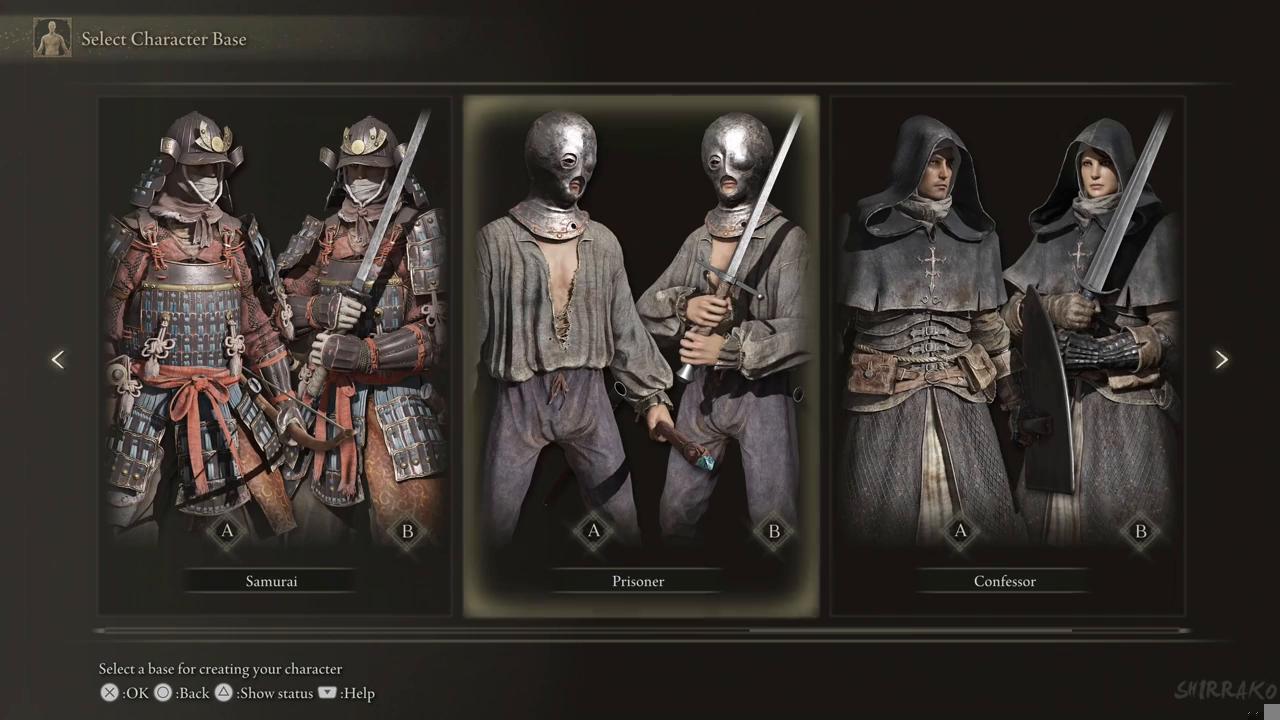 Select Character Base
A
B
A
B
A
B
Samurai
Prisoner
Confessor
Select a base for creating your character
:OK :Back :Show status :Help
SHIRRAKO